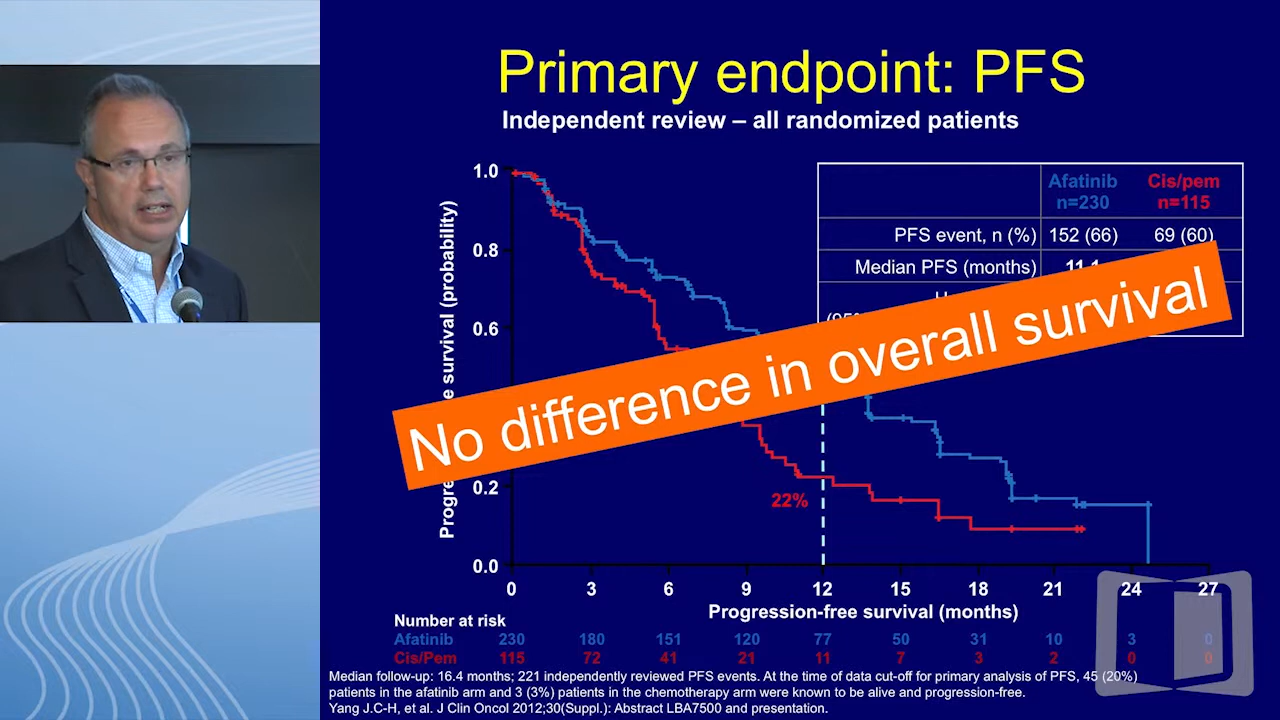 Primary endpoint: PFS
Independent review – all randomized patients
Afatinib Cis/pem
n=230 n=115
PFS event, n (%) 152 (66) 69 (60)
Median PFS (months) 11.1
No difference in overall survival
1.0
0.8
0.6
0.2
0.0
survival (probability)
22%
0 3 6 9 12 15 18 21 24 27
Progression-free survival (months)
Number at risk
Afatinib 230 180 151 120 77 50 31 10 3 0
Cis/Pem 115 72 41 21 11 7 3 2 0 0
Median follow-up: 16.4 months; 221 independently reviewed PFS events. At the time of data cut-off for primary analysis of PFS, 45 (20%)
patients in the afatinib arm and 3 (3%) patients in the chemotherapy arm were known to be alive and progression-free.
Yang J.C-H, et al. J Clin Oncol 2012;30(Suppl.): Abstract LBA7500 and presentation.